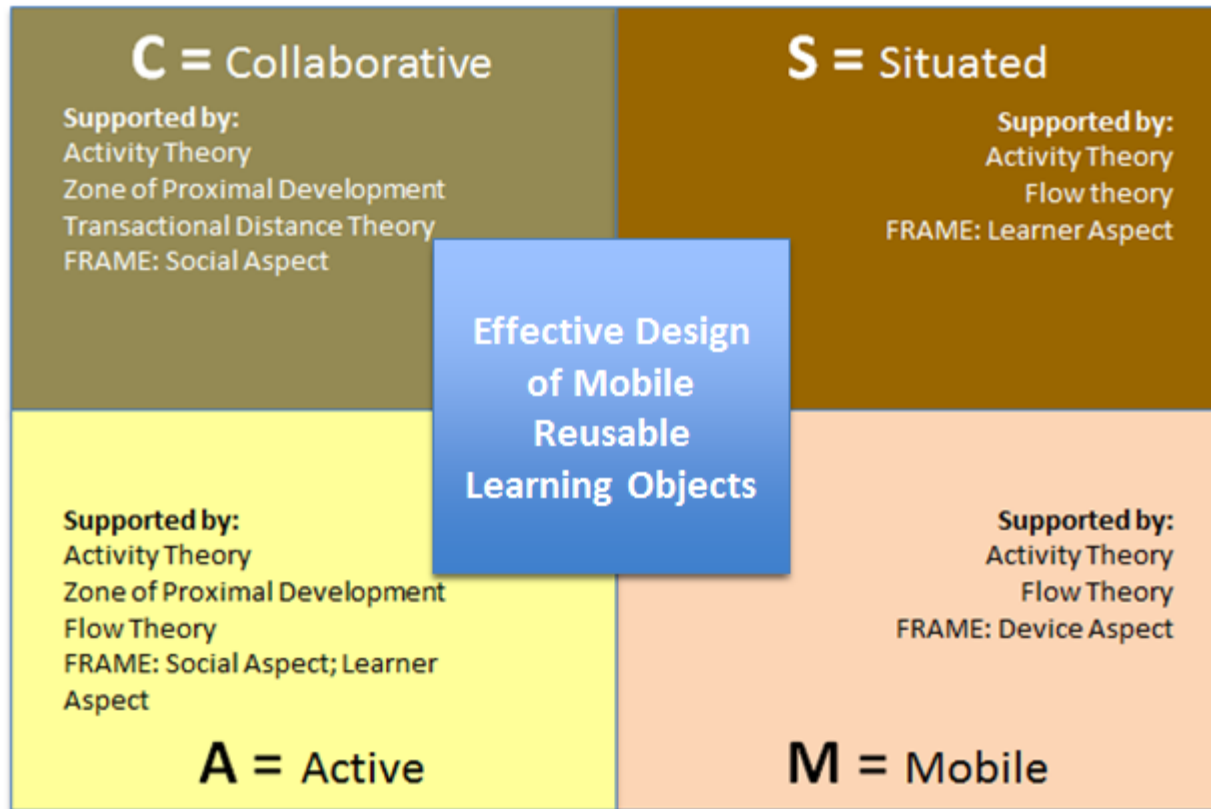 C = Collaborative
Supported by:
Activity Theory
Zone of Proximal Development
Transactional Distance Theory
FRAME: Social Aspect
S = Situated
Supported by:
Activity Theory
Flow theory
FRAME: Learner Aspect
Effective Design
of Mobile
Reusable
Learning Objects
Supported by:
Activity Theory
Zone of Proximal Development
Flow Theory
FRAME: Social Aspect; Learner
Aspect
A = Active
Supported by:
Activity Theory
Flow Theory
FRAME: Device Aspect
M = Mobile